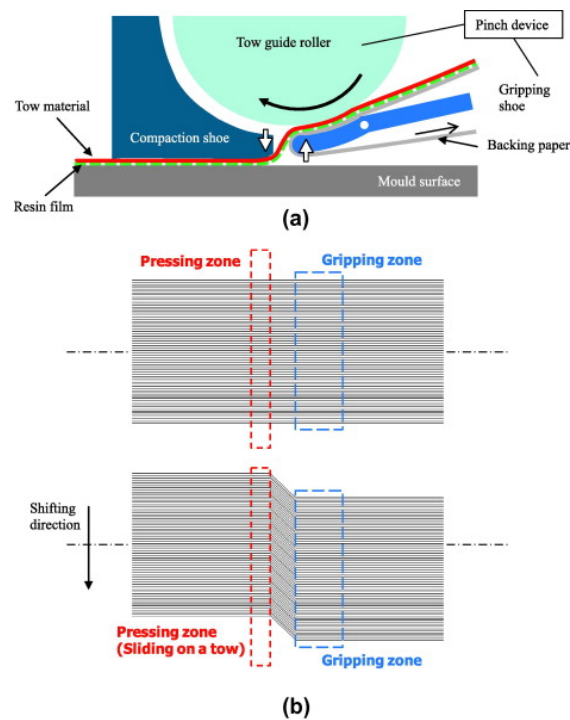 Tow guide roller
Pinch device
Gripping
shoe
Tow material
Compaction shoe
Backing paper
Resin film
Mould surface
(a)
Pressing zone
Gripping zone
Shifting
direction
Pressing zone
(Sliding on a tow)
Gripping zone
(b)